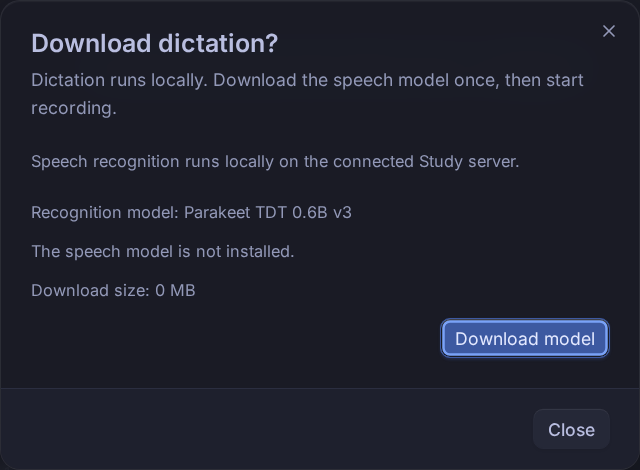 Download dictation?
Dictation runs locally. Download the speech model once, then start
recording.
Speech recognition runs locally on the connected Study server.
Recognition model: Parakeet TDT 0.6B v3
The speech model is not installed.
Download size: 0 MB
Download model
Close